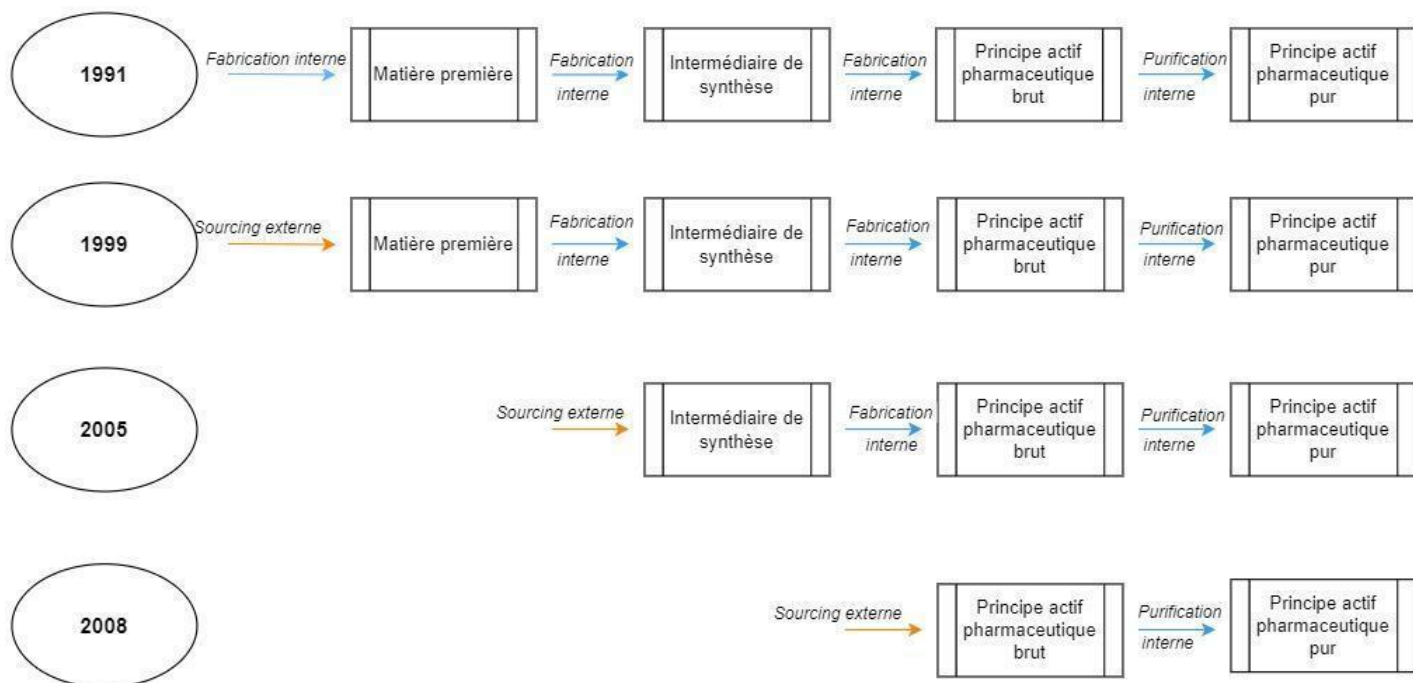 1991
Fabrication interne
Matière première
Fabrication
interne
Intermédiaire de
synthèse
Fabrication
interne
Principe actif
pharmaceutique
brut
Purification
interne
Principe actif
pharmaceutique
pur
1999
Sourcing externe
Matière première
Fabrication
interne
Intermédiaire de
synthèse
Fabrication
interne
Principe actif
pharmaceutique
brut
Purification
interne
Principe actif
pharmaceutique
pur
2005
Sourcing externe
Intermédiaire de
synthèse
Fabrication
interne
Principe actif
pharmaceutique
brut
Purification
interne
Principe actif
pharmaceutique
pur
2008
Sourcing externe
Principe actif
pharmaceutique
brut
Purification
interne
Principe actif
pharmaceutique
pur